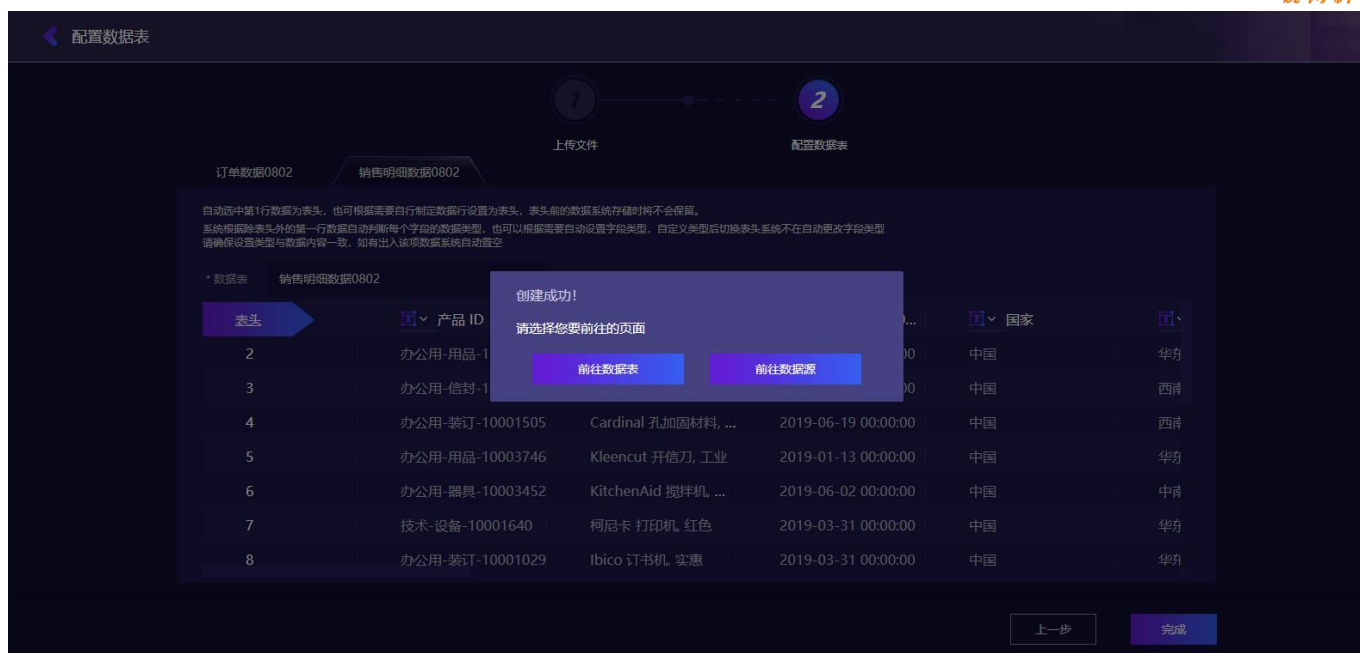 配置数据表
1
2
上传文件
配置数据表
订单数据0802
销售明细数据0802
自动选中第1行数据为表头，也可根据需要自行制定数据行设置为表头，表头前的数据系统存储时将不会保留。
系统根据除表头外的第一行数据自动判断每个字段的数据类型，也可以根据需要自动设置字段类型，自定义类型后切换表头系统不在自动更改字段类型
请确保设置类型与数据内容一致，如有出入该项数据系统自动置空
* 数据表 销售明细数据0802
创建成功！
请选择您要前往的页面
前往数据表 前往数据源
表头 产品 ID ... 国家
2 办公用-用品-1 00 中国 华东
3 办公用-信封-1 00 中国 西南
4 办公用-装订-10001505 Cardinal 孔加固材料, ... 2019-06-19 00:00:00 中国 西南
5 办公用-用品-10003746 Kleencut 开信刀, 工业 2019-01-13 00:00:00 中国 华东
6 办公用-器具-10003452 KitchenAid 搅拌机, ... 2019-06-02 00:00:00 中国 中南
7 技术-设备-10001640 柯尼卡 打印机, 红色 2019-03-31 00:00:00 中国 华东
8 办公用-装订-10001029 Ibico 订书机, 实惠 2019-03-31 00:00:00 中国 华东
上一步 完成